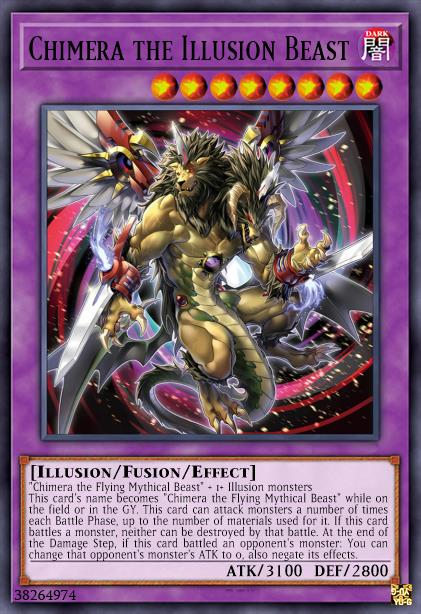 CHIMERA THE ILLUSION BEAST
DARK
闇
[ILLUSION/FUSION/EFFECT]
"Chimera the Flying Mythical Beast" + 1+ Illusion monsters
This card's name becomes "Chimera the Flying Mythical Beast" while on
the field or in the GY. This card can attack monsters a number of times
each Battle Phase, up to the number of materials used for it. If this card
battles a monster, neither can be destroyed by that battle. At the end of
the Damage Step, if this card battled an opponent's monster: You can
change that opponent's monster's ATK to 0, also negate its effects.
ATK/3100 DEF/2800
38264974